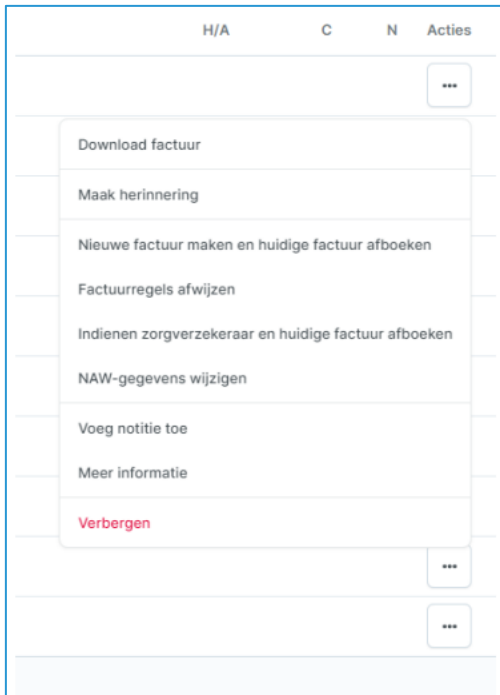 H/A C N Acties
•••
Download factuur
Maak herinnering
Nieuwe factuur maken en huidige factuur afboeken
Factuurregels afwijzen
Indienen zorgverzekeraar en huidige factuur afboeken
NAW-gegevens wijzigen
Voeg notitie toe
Meer informatie
Verbergen
•••
•••